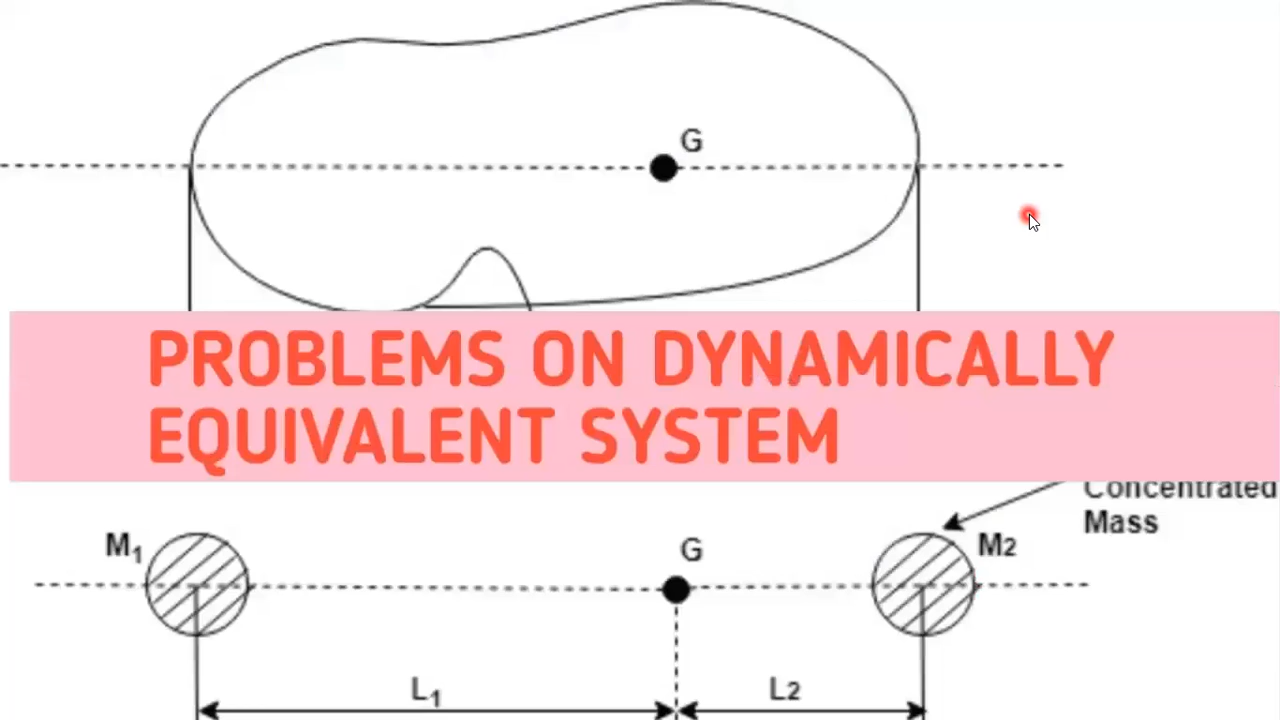 G
PROBLEMS ON DYNAMICALLY
EQUIVALENT SYSTEM
Concentrated
Mass
M1
G
M2
L1
L2